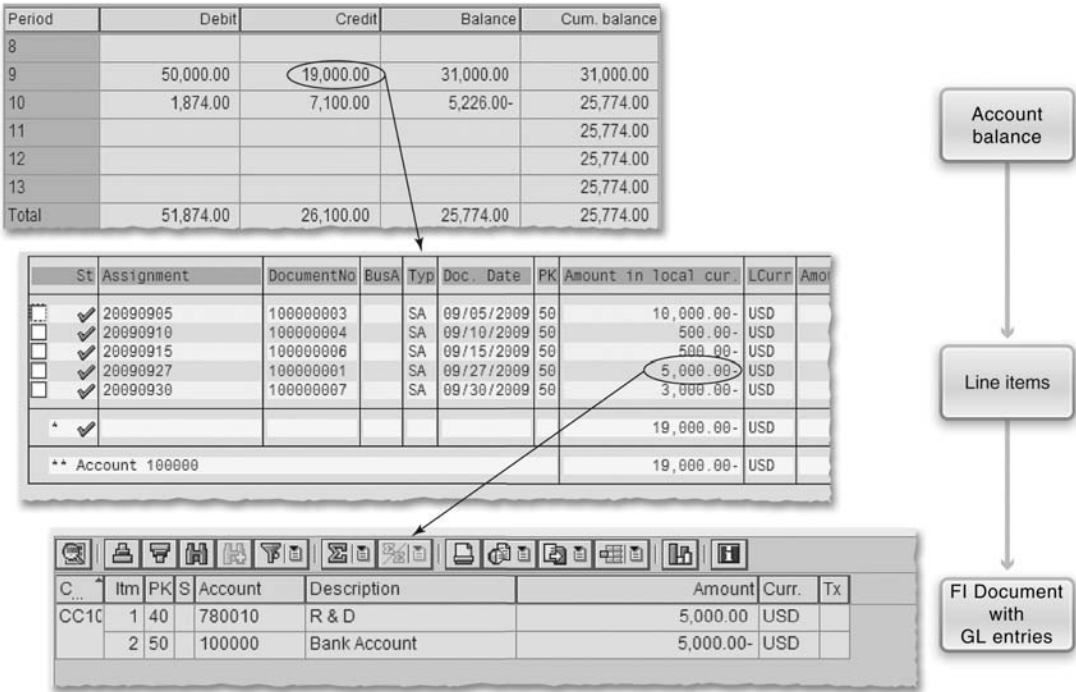 Period Debit Credit Balance Cum. balance
8
9 50,000.00 19,000.00 31,000.00 31,000.00
10 1,874.00 7,100.00 5,226.00- 25,774.00
11 25,774.00
12 25,774.00
13 25,774.00
Total 51,874.00 26,100.00 25,774.00 25,774.00
Account
balance
St Assignment DocumentNo BusA Typ Doc. Date PK Amount in local cur. LCurr
20090905 100000003 SA 09/05/2009 50 10,000.00- USD
20090910 100000004 SA 09/10/2009 50 500.00- USD
20090915 100000006 SA 09/15/2009 50 500.00- USD
20090927 100000001 SA 09/27/2009 50 5,000.00- USD
20090930 100000007 SA 09/30/2009 50 3,000.00- USD
* 19,000.00- USD
** Account 100000 19,000.00- USD
Line items
C... Itm PK S Account Description Amount Curr. Tx
CC10 1 40 780010 R & D 5,000.00 USD
2 50 100000 Bank Account 5,000.00- USD
FI Document
with
GL entries